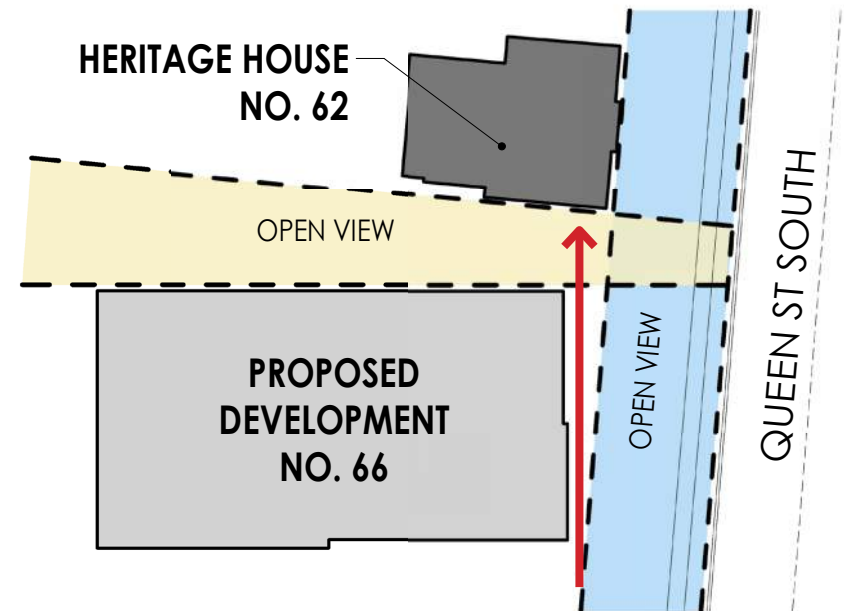 HERITAGE HOUSE
NO. 62
OPEN VIEW
PROPOSED
DEVELOPMENT
NO. 66
OPEN VIEW
QUEEN ST SOUTH